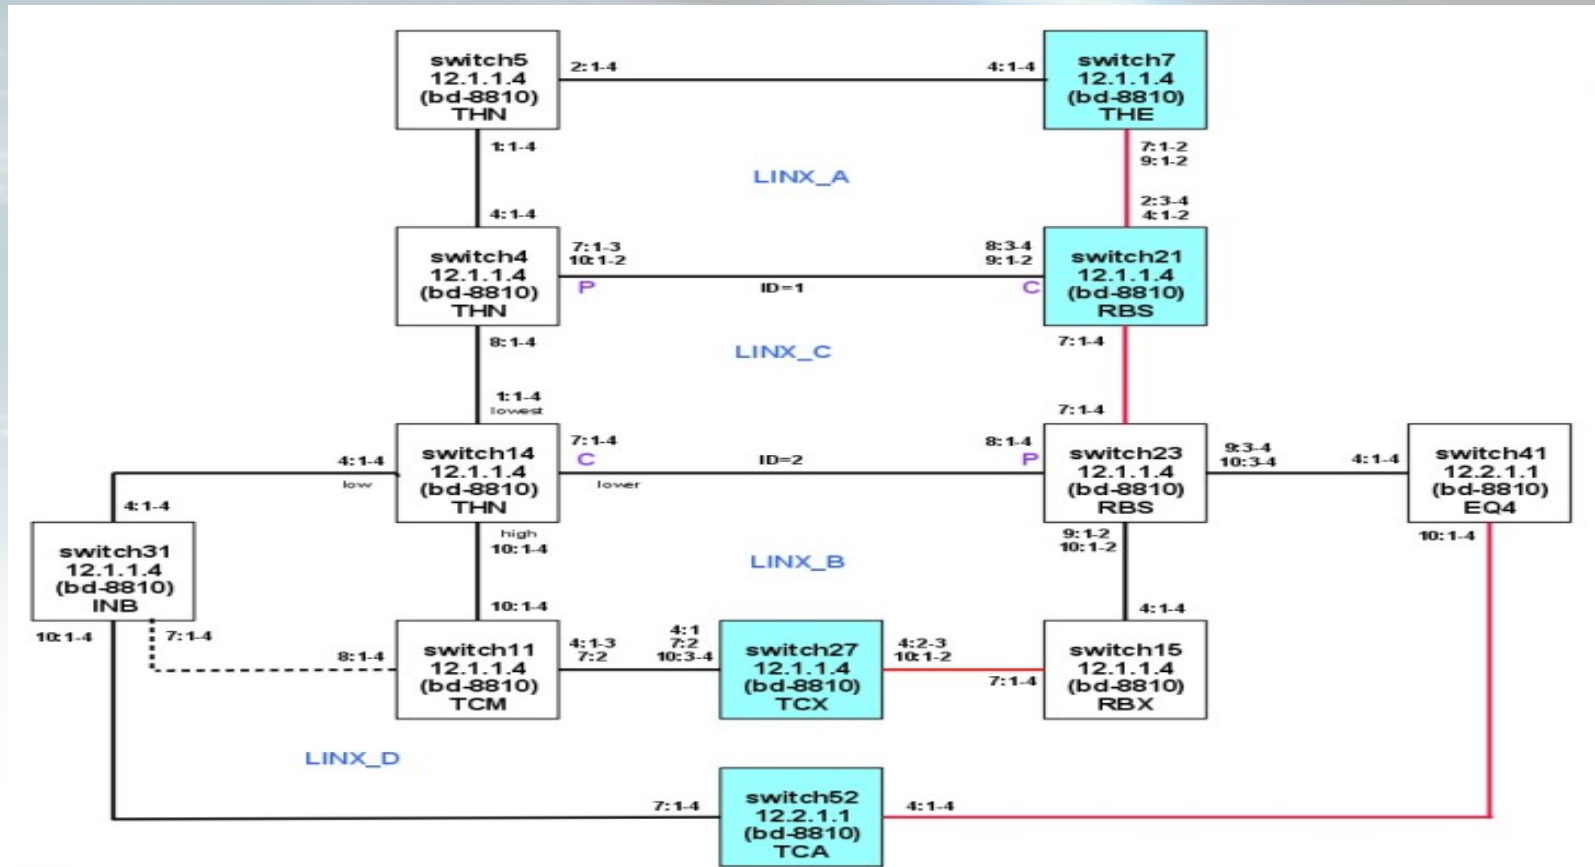 switch5
12.1.1.4
(bd-8810)
THN
2:1-4
4:1-4
switch7
12.1.1.4
(bd-8810)
THE
1:1-4
7:1-2
9:1-2
LINX_A
4:1-4
2:3-4
4:1-2
switch4
12.1.1.4
(bd-8810)
THN
7:1-3
10:1-2
P
ID=1
8:3-4
9:1-2
C
switch21
12.1.1.4
(bd-8810)
RBS
8:1-4
LINX_C
7:1-4
1:1-4
lowest
7:1-4
4:1-4
low
switch14
12.1.1.4
(bd-8810)
THN
7:1-4
C
lower
ID=2
8:1-4
P
switch23
12.1.1.4
(bd-8810)
RBS
9:3-4
10:3-4
4:1-4
switch41
12.2.1.1
(bd-8810)
EQ4
4:1-4
high
10:1-4
LINX_B
9:1-2
10:1-2
10:1-4
switch31
12.1.1.4
(bd-8810)
INB
10:1-4
7:1-4
10:1-4
4:1-4
8:1-4
switch11
12.1.1.4
(bd-8810)
TCM
4:1-3
7:2
4:1
7:2
10:3-4
switch27
12.1.1.4
(bd-8810)
TCX
4:2-3
10:1-2
7:1-4
switch15
12.1.1.4
(bd-8810)
RBX
LINX_D
7:1-4
switch52
12.2.1.1
(bd-8810)
TCA
4:1-4